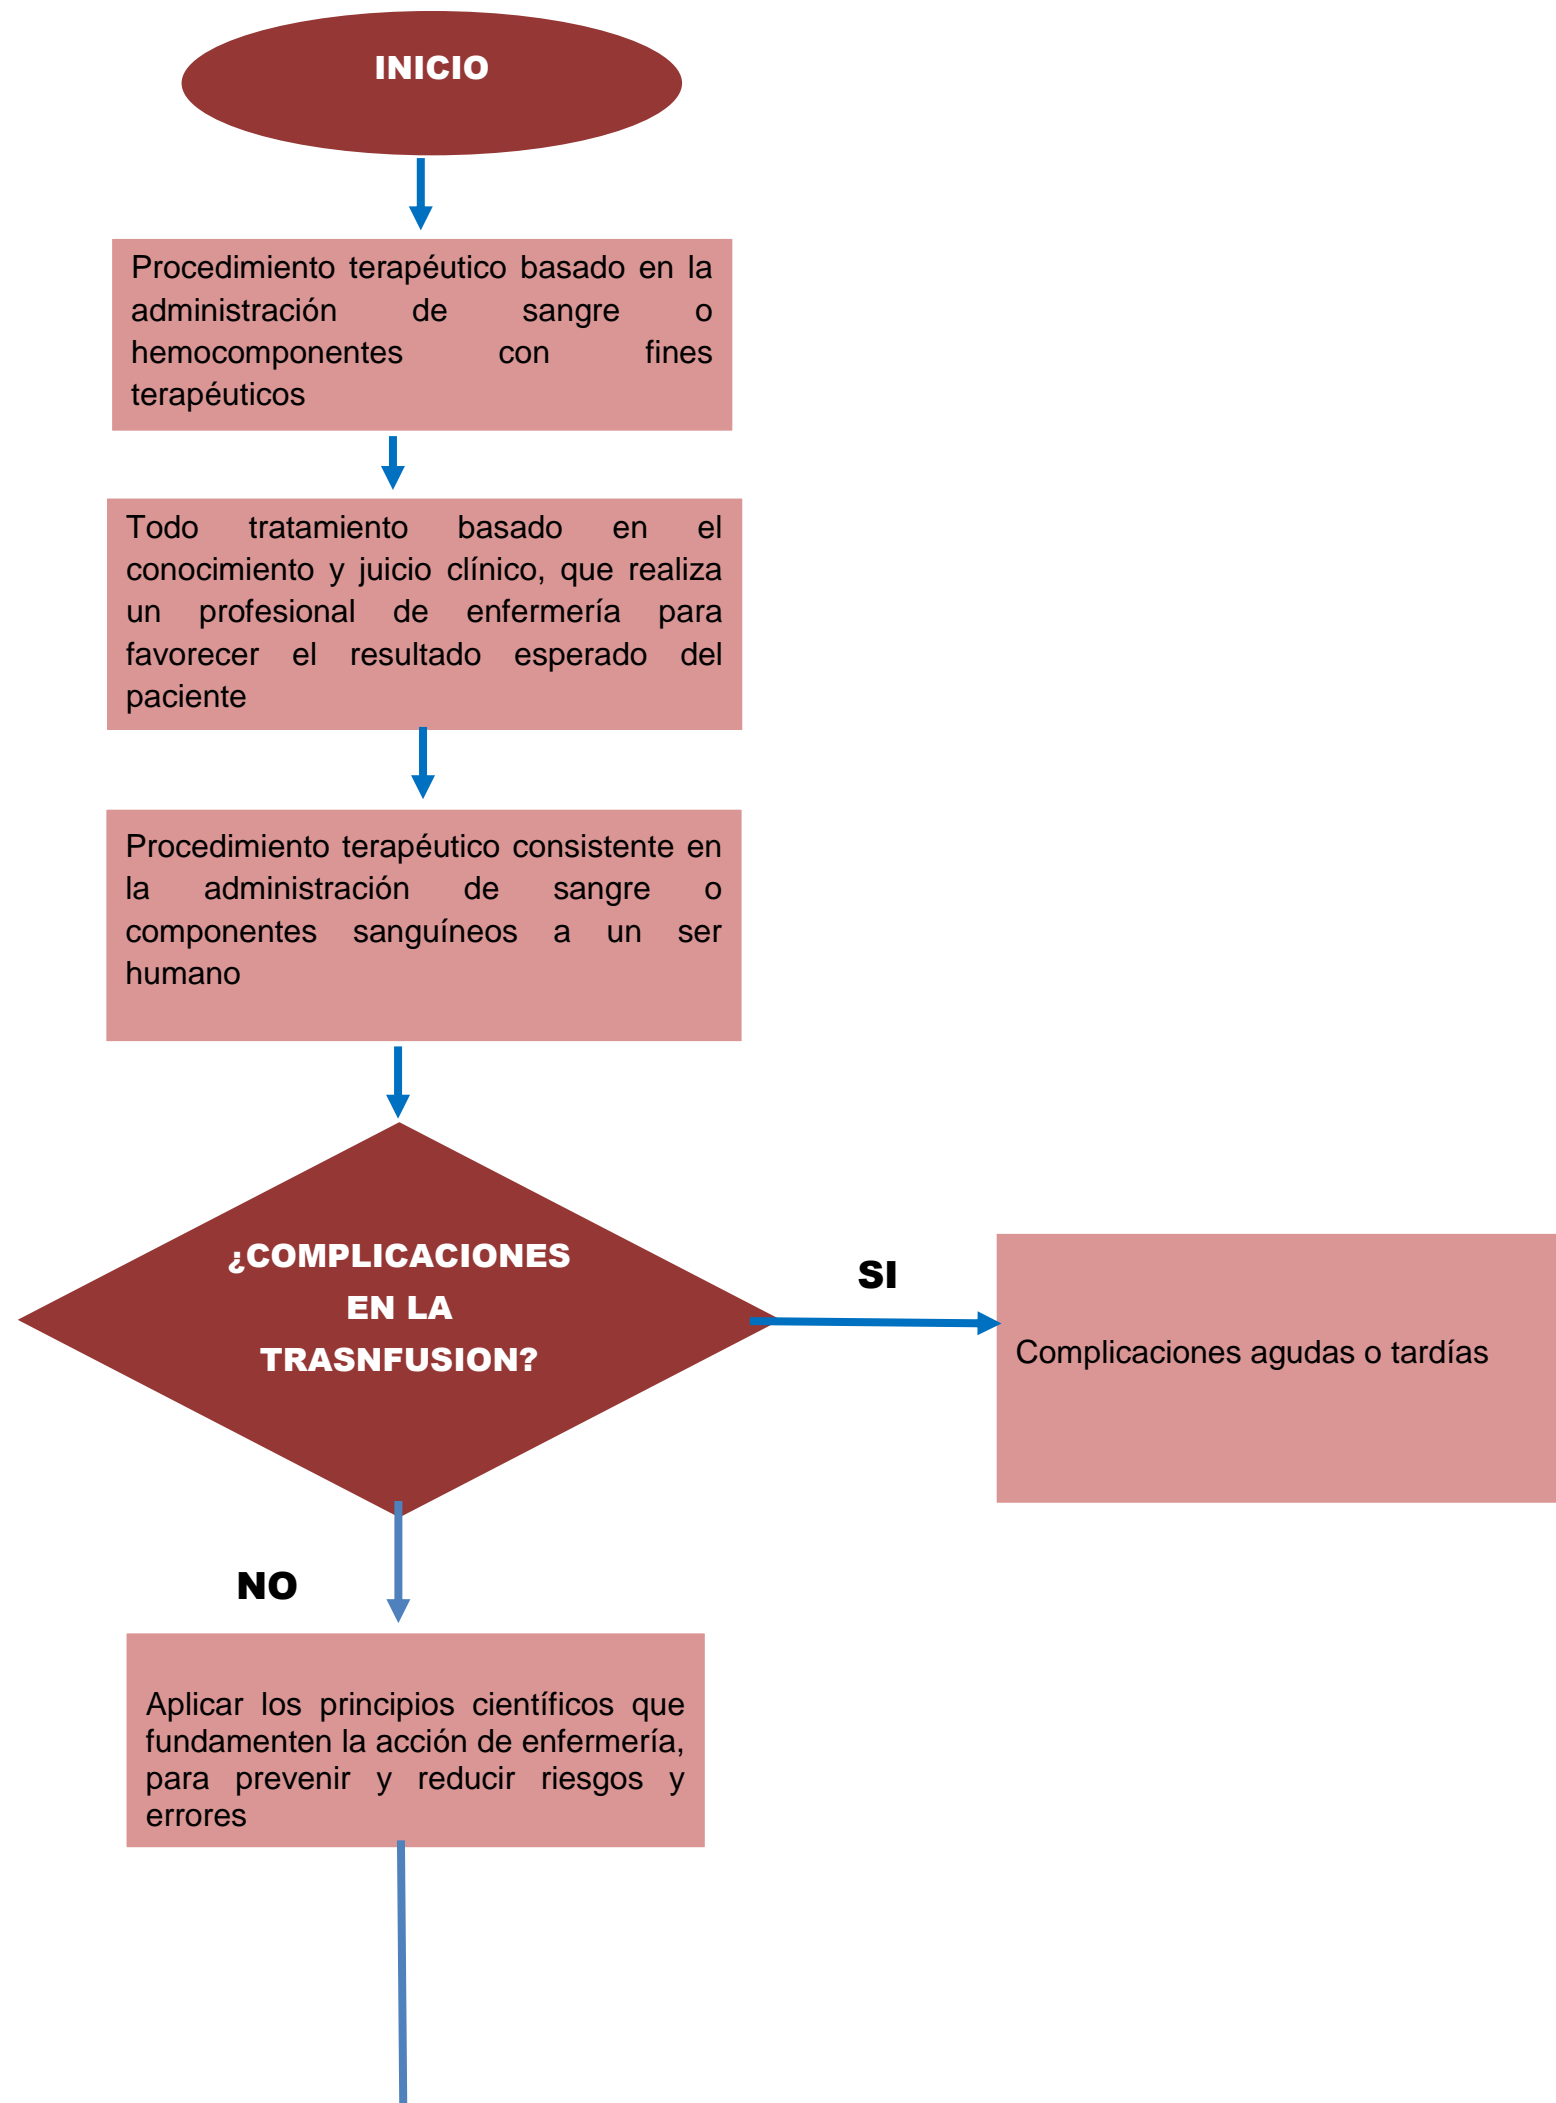 INICIO
Procedimiento terapéutico basado en la
administración de sangre o
hemocomponentes con fines
terapéuticos
Todo tratamiento basado en el
conocimiento y juicio clínico, que realiza
un profesional de enfermería para
favorecer el resultado esperado del
paciente
Procedimiento terapéutico consistente en
la administración de sangre o
componentes sanguíneos a un ser
humano
¿COMPLICACIONES
EN LA
TRASNFUSION?
SI
Complicaciones agudas o tardías
NO
Aplicar los principios científicos que
fundamenten la acción de enfermería,
para prevenir y reducir riesgos y
errores